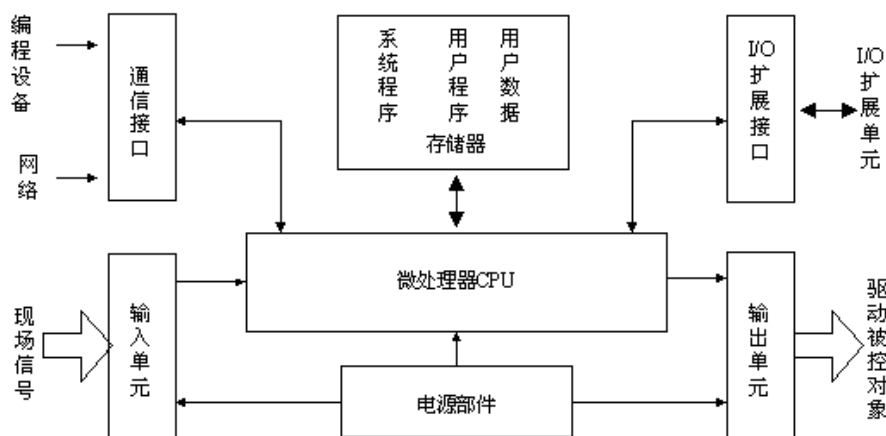 编程设备
网络
通信接口
系统程序
用户程序
用户数据
存储器
I/O扩展接口
I/O扩展单元
微处理器CPU
现场信号
输入单元
电源部件
输出单元
驱动被控对象